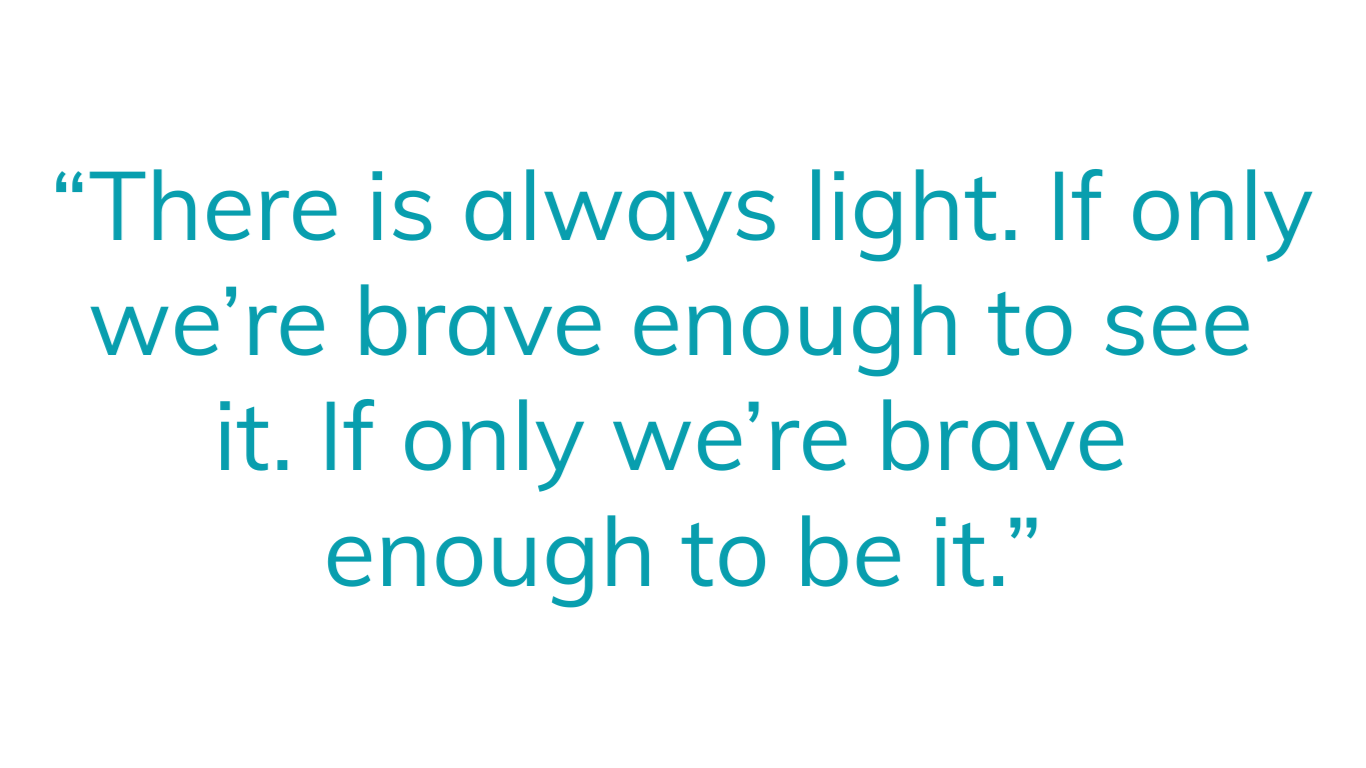 “There is always light. If only
we’re brave enough to see
it. If only we’re brave
enough to be it.”